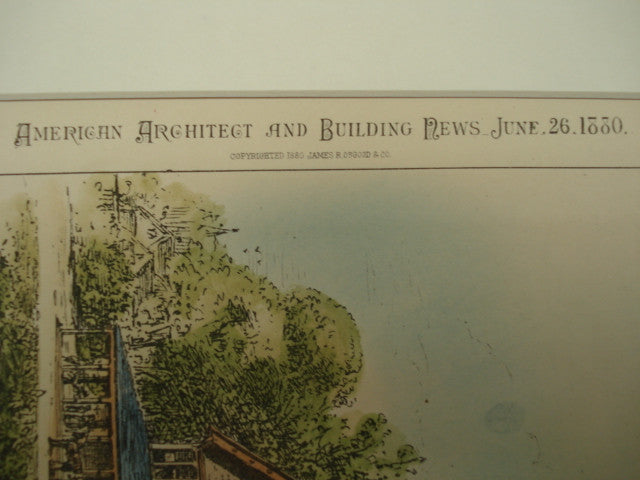 AMERICAN ARCHITECT AND BUILDING NEWS_JUNE.26.1880.
COPYRIGHTED 1880 JAMES R. OSGOOD & CO.